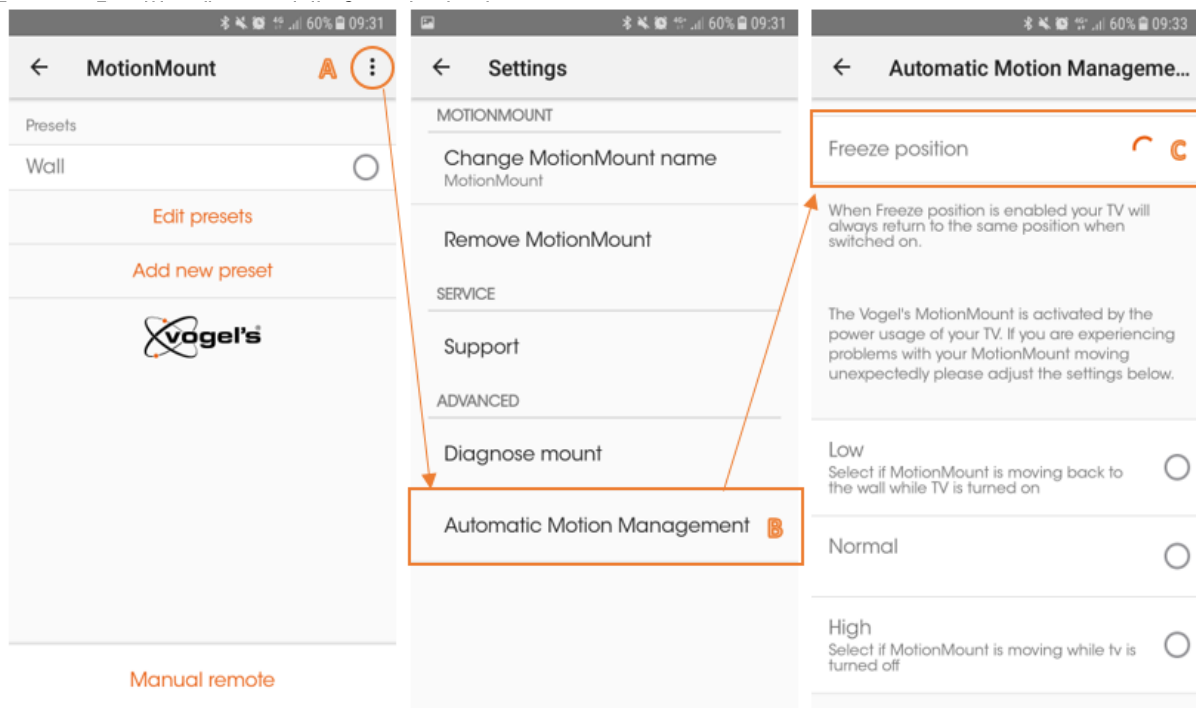 60% 09:31
MotionMount
A
Presets
Wall
Edit presets
Add new preset
vogel's
Manual remote
60% 09:31
Settings
MOTIONMOUNT
Change MotionMount name
MotionMount
Remove MotionMount
SERVICE
Support
ADVANCED
Diagnose mount
Automatic Motion Management B
60% 09:33
Automatic Motion Manageme...
Freeze position C
When Freeze position is enabled your TV will
always return to the same position when
switched on.
The Vogel's MotionMount is activated by the
power usage of your TV. If you are experiencing
problems with your MotionMount moving
unexpectedly please adjust the settings below.
Low
Select if MotionMount is moving back to
the wall while TV is turned on
Normal
High
Select if MotionMount is moving while tv is
turned off